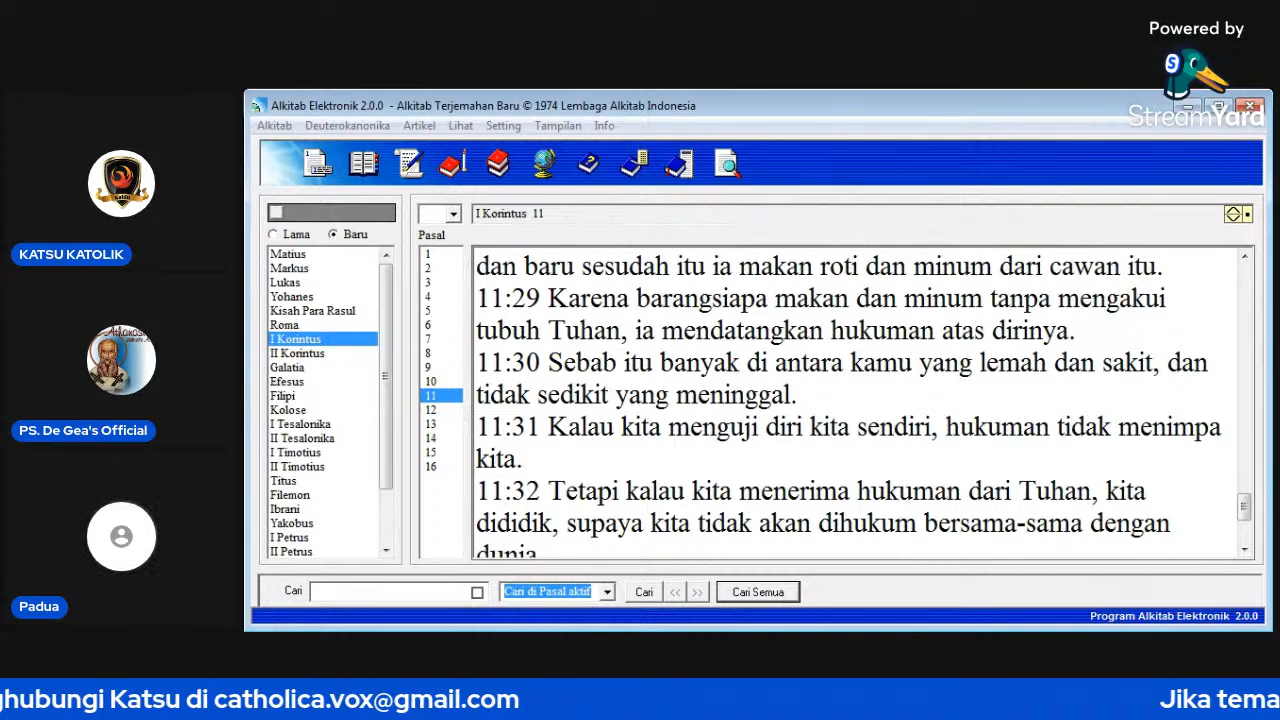 Powered by
StreamYard
KATSU KATOLIK
PS. De Gea's Official
Padua
Alkitab Elektronik 2.0.0 - Alkitab Terjemahan Baru © 1974 Lembaga Alkitab Indonesia
Alkitab Deuterokanonika Artikel Lihat Setting Tampilan Info
Lama Baru
Matius
Markus
Lukas
Yohanes
Kisah Para Rasul
Roma
I Korintus
II Korintus
Galatia
Efesus
Filipi
Kolose
I Tesalonika
II Tesalonika
I Timotius
II Timotius
Titus
Filemon
Ibrani
Yakobus
I Petrus
II Petrus
Pasal
1
2
3
4
5
6
7
8
9
10
11
12
13
14
15
16
I Korintus 11
dan baru sesudah itu ia makan roti dan minum dari cawan itu.
11:29 Karena barangsiapa makan dan minum tanpa mengakui
tubuh Tuhan, ia mendatangkan hukuman atas dirinya.
11:30 Sebab itu banyak di antara kamu yang lemah dan sakit, dan
tidak sedikit yang meninggal.
11:31 Kalau kita menguji diri kita sendiri, hukuman tidak menimpa
kita.
11:32 Tetapi kalau kita menerima hukuman dari Tuhan, kita
dididik, supaya kita tidak akan dihukum bersama-sama dengan
dunia
Cari Cari di Pasal aktif Cari << >> Cari Semua
Program Alkitab Elektronik 2.0.0
ghubungi Katsu di catholica.vox@gmail.com Jika tema